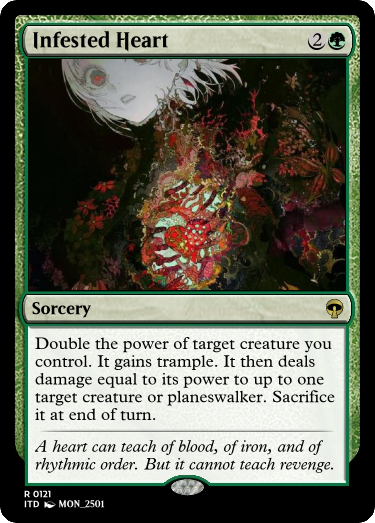 Infested Heart 2
Sorcery
Double the power of target creature you
control. It gains trample. It then deals
damage equal to its power to up to one
target creature or planeswalker. Sacrifice
it at end of turn.
A heart can teach of blood, of iron, and of
rhythmic order. But it cannot teach revenge.
R 0121
ITD MON_2501